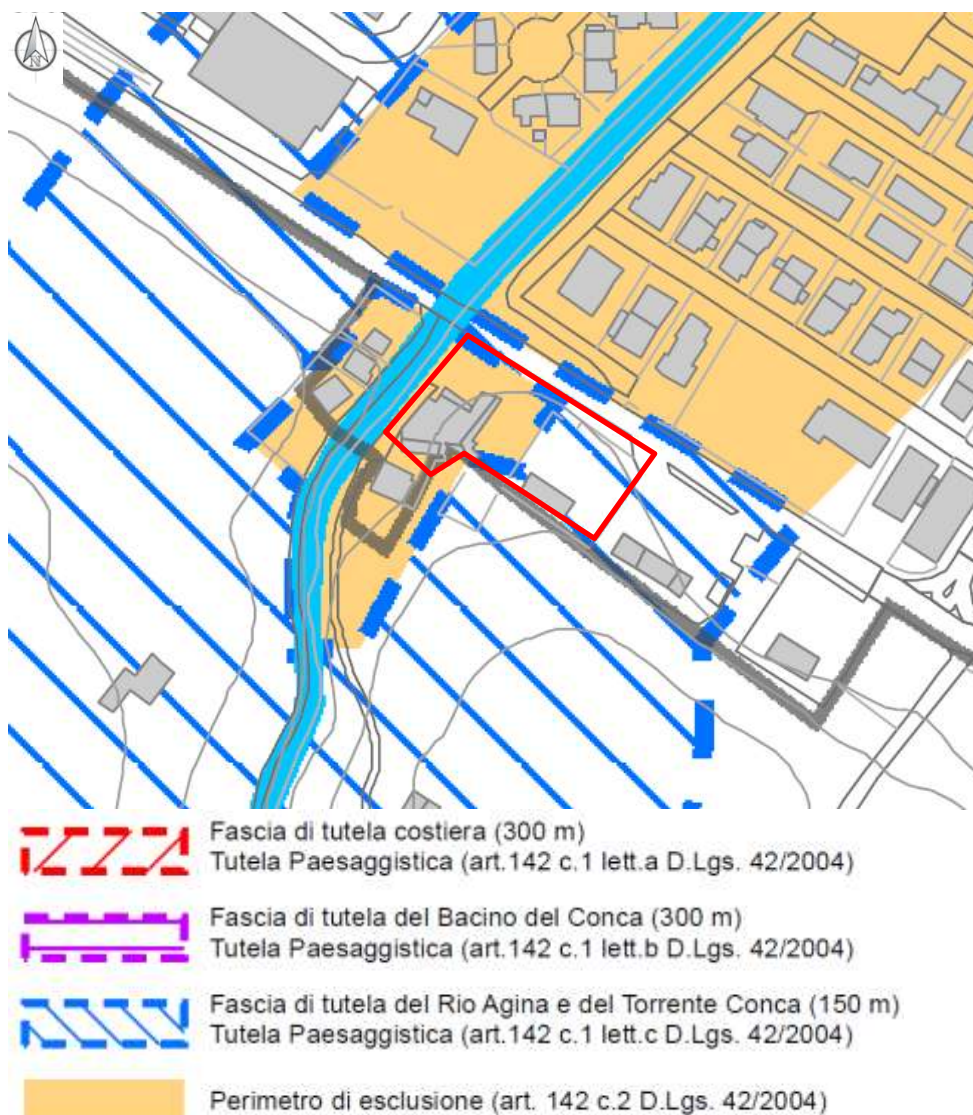 N
Fascia di tutela costiera (300 m)
Tutela Paesaggistica (art.142 c.1 lett.a D.Lgs. 42/2004)
Fascia di tutela del Bacino del Conca (300 m)
Tutela Paesaggistica (art.142 c.1 lett.b D.Lgs. 42/2004)
Fascia di tutela del Rio Agina e del Torrente Conca (150 m)
Tutela Paesaggistica (art.142 c.1 lett.c D.Lgs. 42/2004)
Perimetro di esclusione (art. 142 c.2 D.Lgs. 42/2004)